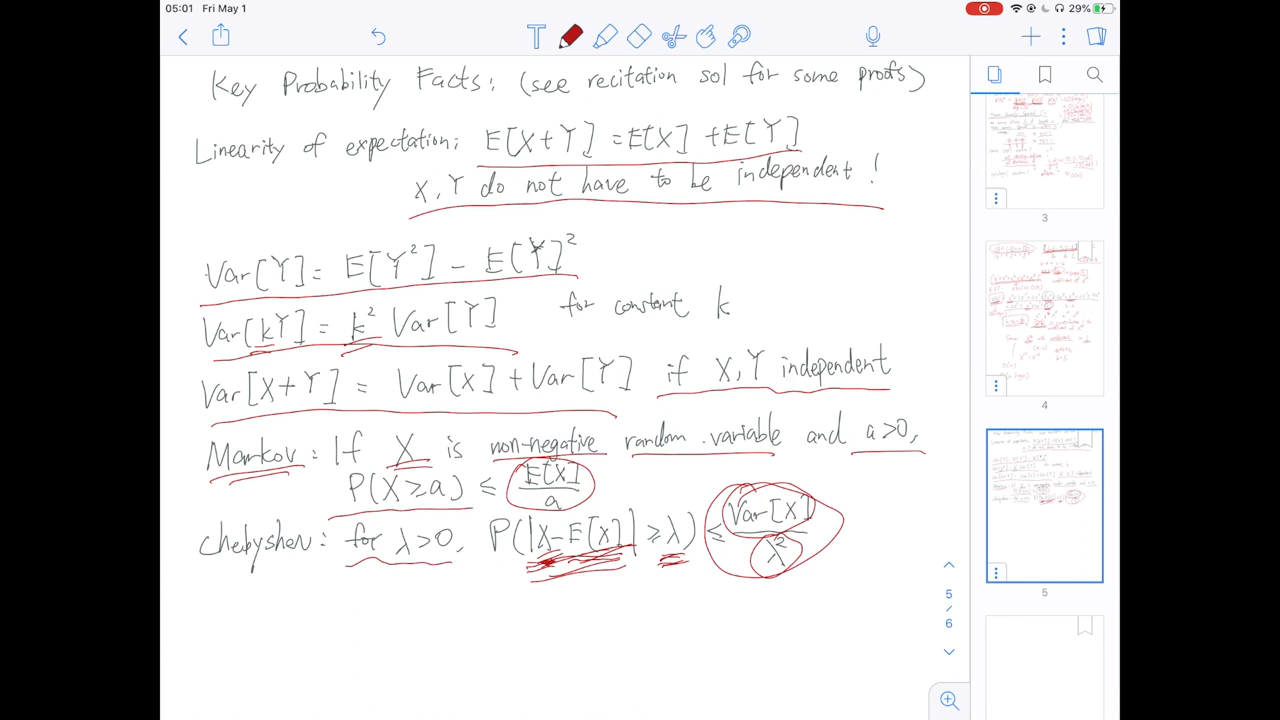 05:01 Fri May 1
29%
Key Probability Facts: (see recitation sol for some proofs)
Linearity of expectation: E[X+Y] = E[X] + E[Y]
X, Y do not have to be independent!
Var[Y] = E[Y²] - E[Y]²
Var[kY] = k² Var[Y] for constant k
Var[X+Y] = Var[X] + Var[Y] if X, Y independent
Markov: If X is non-negative random variable and a>0,
P(X≥a) ≤ E[X]/a
Chebyshev: for λ>0, P(|X-E[X]| ≥ λ) ≤ Var[X]/λ²
3
4
5
5
/
6